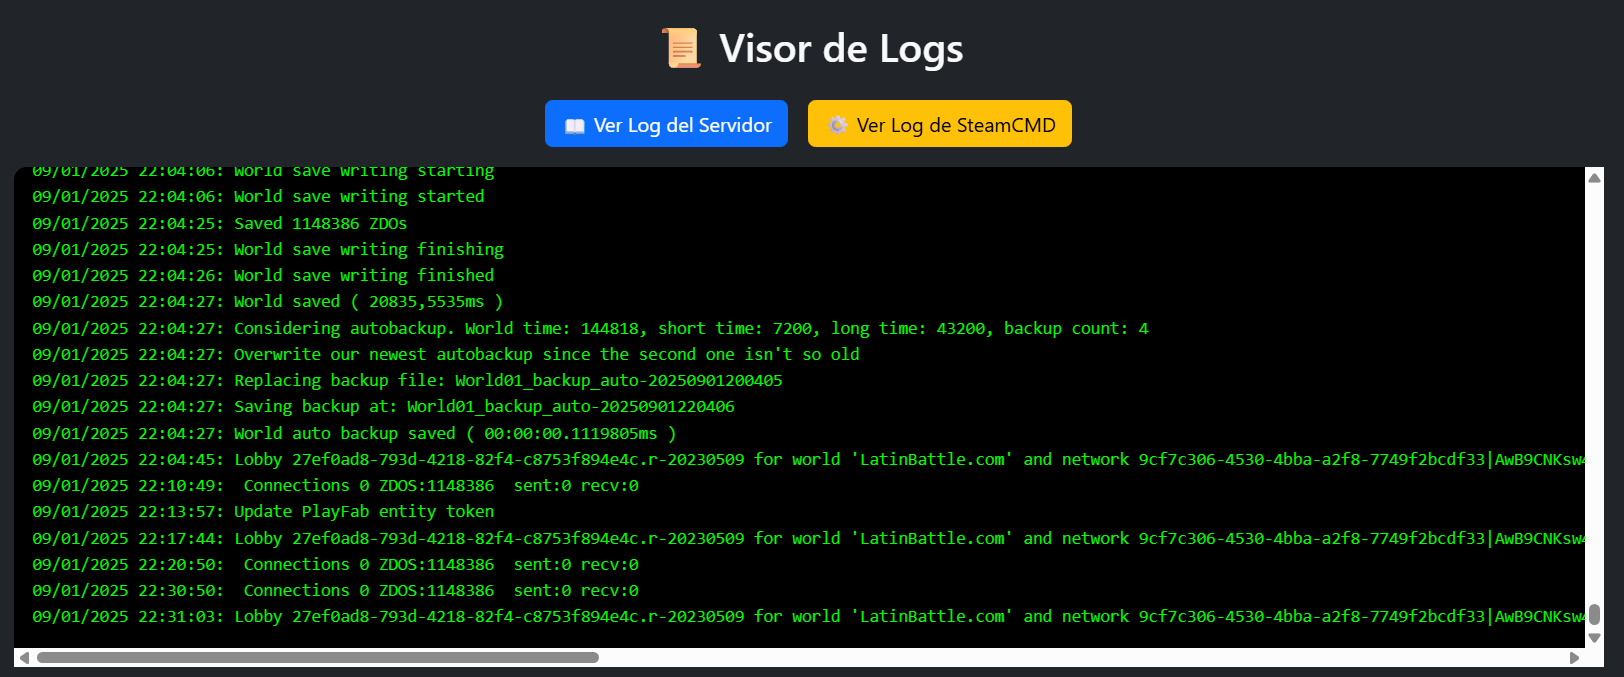 Visor de Logs
Ver Log del Servidor
Ver Log de SteamCMD
09/01/2025 22:04:06: World save writing starting
09/01/2025 22:04:06: World save writing started
09/01/2025 22:04:25: Saved 1148386 ZDOs
09/01/2025 22:04:25: World save writing finishing
09/01/2025 22:04:26: World save writing finished
09/01/2025 22:04:27: World saved ( 20835,5535ms )
09/01/2025 22:04:27: Considering autobackup. World time: 144818, short time: 7200, long time: 43200, backup count: 4
09/01/2025 22:04:27: Overwrite our newest autobackup since the second one isn't so old
09/01/2025 22:04:27: Replacing backup file: World01_backup_auto-20250901200405
09/01/2025 22:04:27: Saving backup at: World01_backup_auto-20250901220406
09/01/2025 22:04:27: World auto backup saved ( 00:00:00.1119805ms )
09/01/2025 22:04:45: Lobby 27ef0ad8-793d-4218-82f4-c8753f894e4c.r-20230509 for world 'LatinBattle.com' and network 9cf7c306-4530-4bba-a2f8-7749f2bcdf33|AwB9CNKsw4
09/01/2025 22:10:49:  Connections 0 ZDOS:1148386  sent:0 recv:0
09/01/2025 22:13:57: Update PlayFab entity token
09/01/2025 22:17:44: Lobby 27ef0ad8-793d-4218-82f4-c8753f894e4c.r-20230509 for world 'LatinBattle.com' and network 9cf7c306-4530-4bba-a2f8-7749f2bcdf33|AwB9CNKsw4
09/01/2025 22:20:50:  Connections 0 ZDOS:1148386  sent:0 recv:0
09/01/2025 22:30:50:  Connections 0 ZDOS:1148386  sent:0 recv:0
09/01/2025 22:31:03: Lobby 27ef0ad8-793d-4218-82f4-c8753f894e4c.r-20230509 for world 'LatinBattle.com' and network 9cf7c306-4530-4bba-a2f8-7749f2bcdf33|AwB9CNKsw4